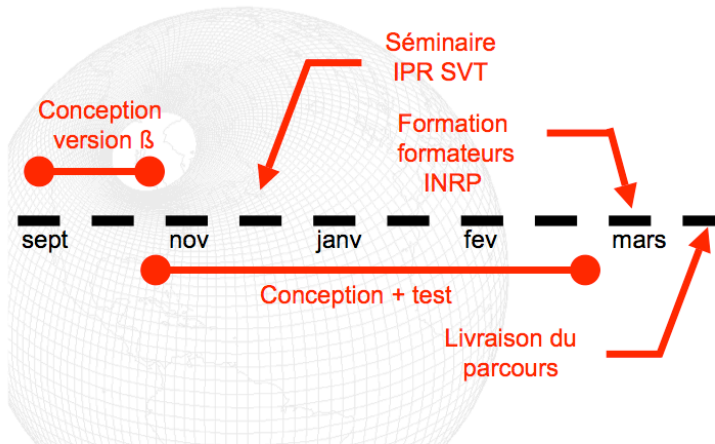 Séminaire
IPR SVT
Conception
version ß
Formation
formateurs
INRP
sept
nov
janv
fev
mars
Conception + test
Livraison du
parcours